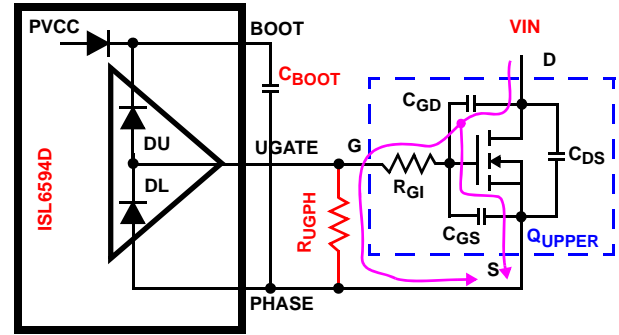 PVCC
BOOT
VIN
D
CBOOT
CGD
DU
UGATE
G
CDS
DL
RGI
ISL6594D
RUGPH
CGS
QUPPER
S
PHASE